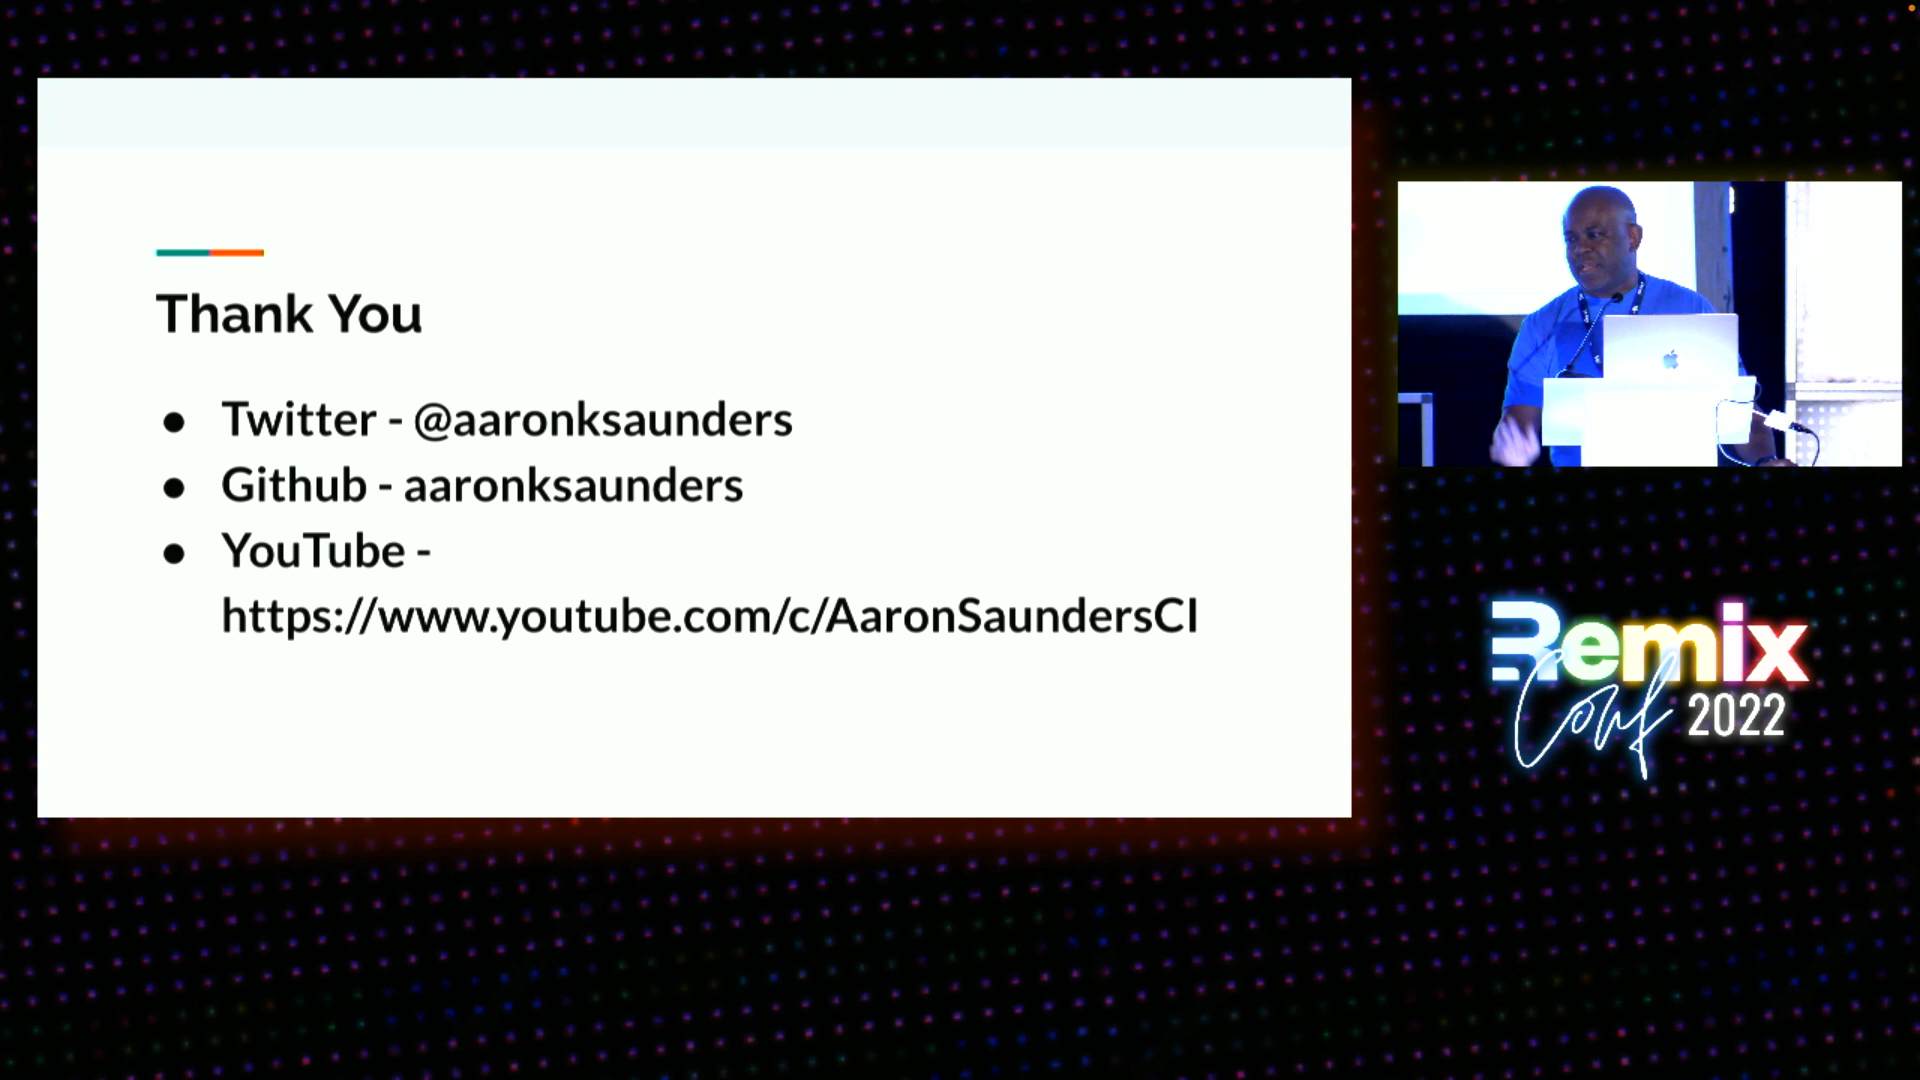 Thank You
● Twitter - @aaronksaunders
● Github - aaronksaunders
● YouTube -
https://www.youtube.com/c/AaronSaundersCI
Remix
Conf 2022